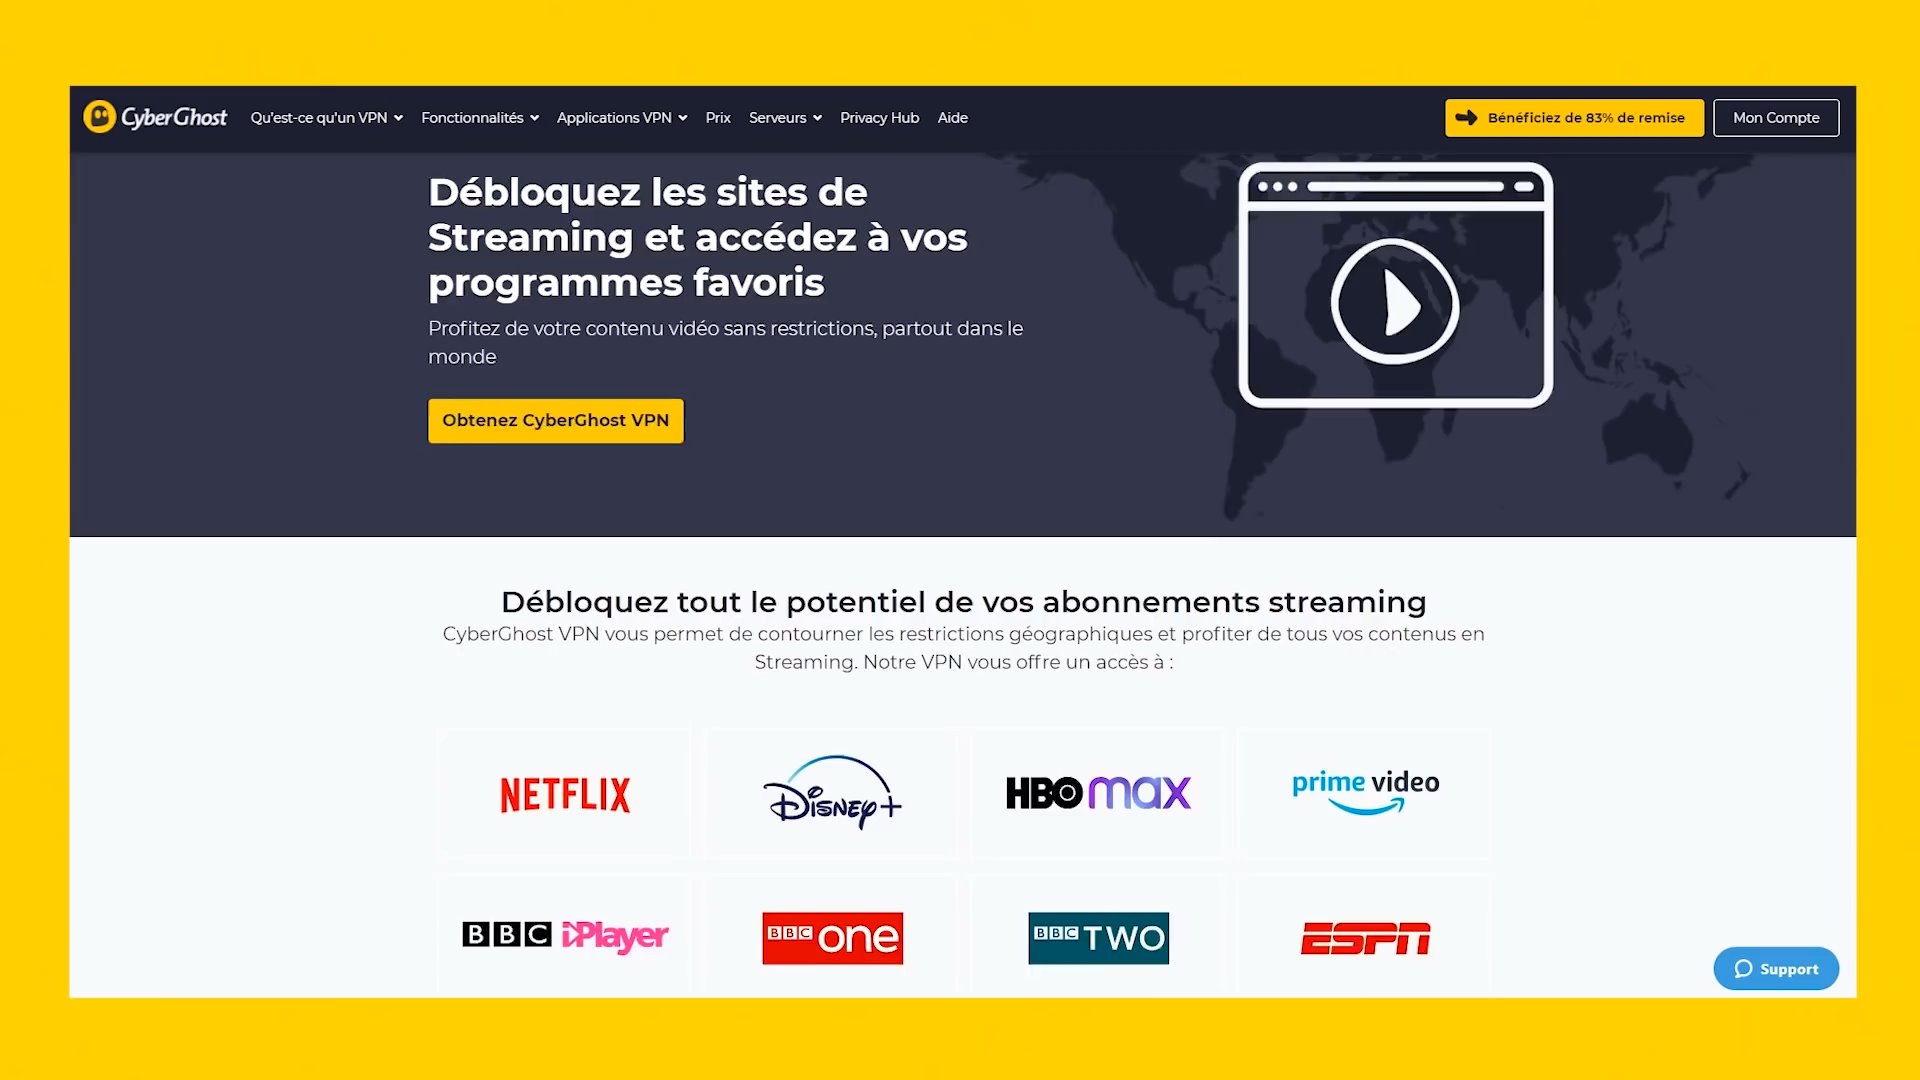 CyberGhost
Qu'est-ce qu'un VPN
Fonctionnalités
Applications VPN
Prix
Serveurs
Privacy Hub
Aide
Bénéficiez de 83% de remise
Mon Compte
Débloquez les sites de
Streaming et accédez à vos
programmes favoris
Profitez de votre contenu vidéo sans restrictions, partout dans le
monde
Obtenez CyberGhost VPN
Débloquez tout le potentiel de vos abonnements streaming
CyberGhost VPN vous permet de contourner les restrictions géographiques et profiter de tous vos contenus en
Streaming. Notre VPN vous offre un accès à :
NETFLIX
Disney+
HBO max
prime video
BBC iPlayer
BBC one
BBC TWO
ESPN
Support